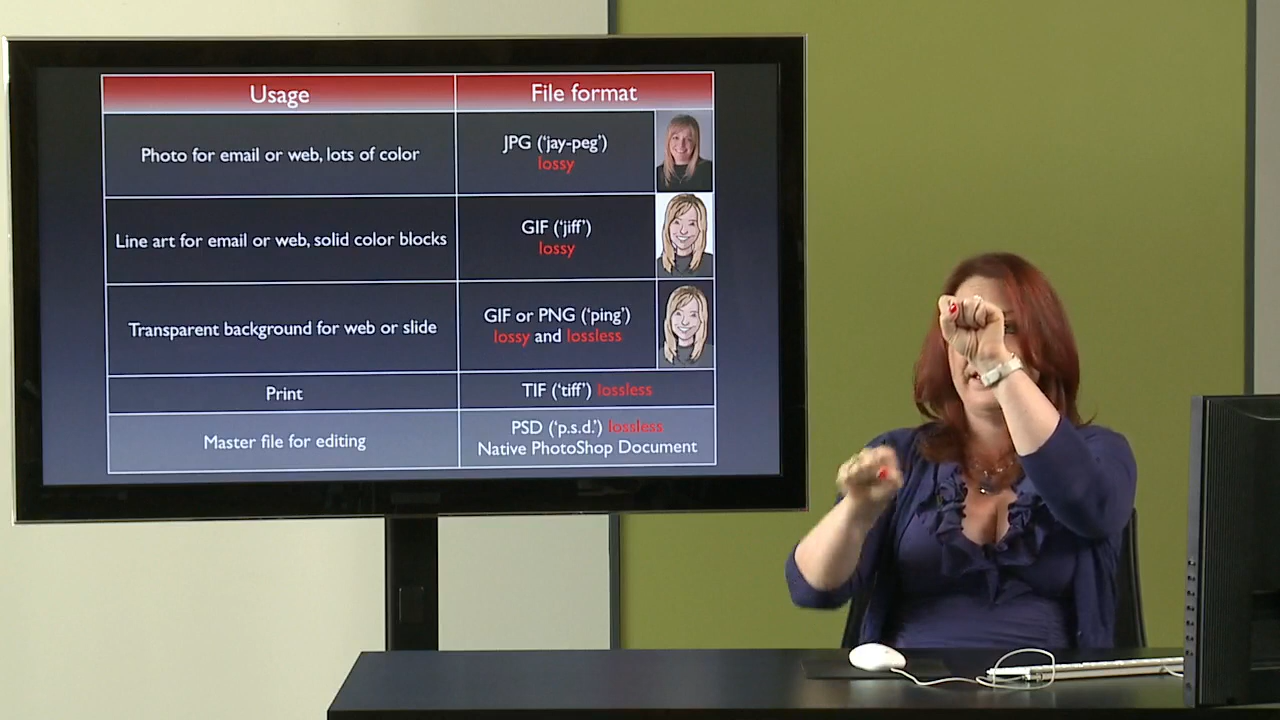 Usage
File format
Photo for email or web, lots of color
JPG (‘jay-peg’)
lossy
Line art for email or web, solid color blocks
GIF (‘jiff’)
lossy
Transparent background for web or slide
GIF or PNG (‘ping’)
lossy and lossless
Print
TIF (‘tiff’) lossless
Master file for editing
PSD (‘p.s.d.’) lossless
Native PhotoShop Document